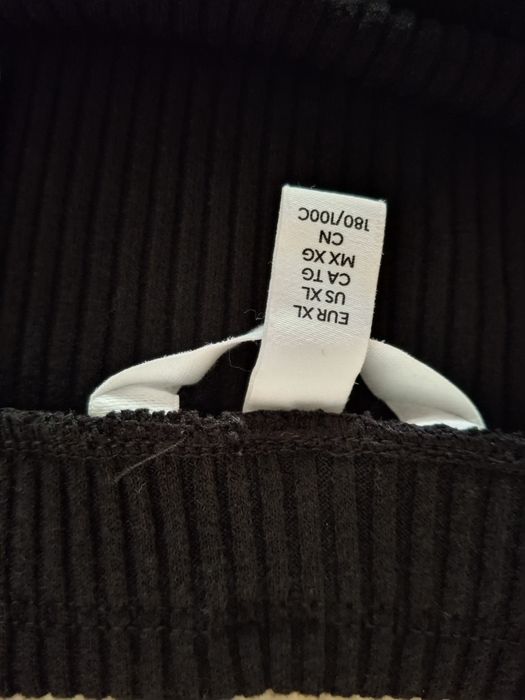 EUR XL
US XL
CA TG
MX XG
CN
180/100C